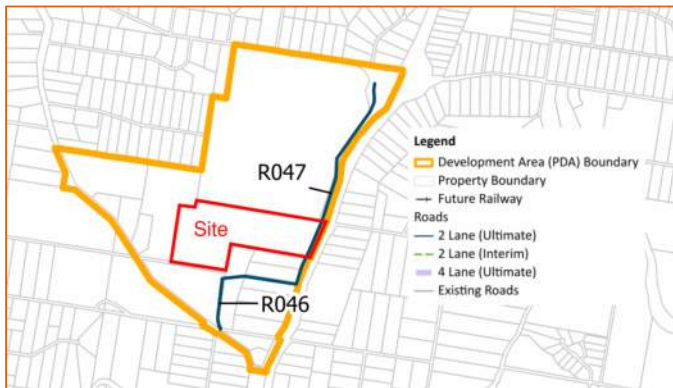 R047
Site
R046
Legend
Development Area (PDA) Boundary
Property Boundary
Future Railway
Roads
2 Lane (Ultimate)
2 Lane (Interim)
4 Lane (Ultimate)
Existing Roads